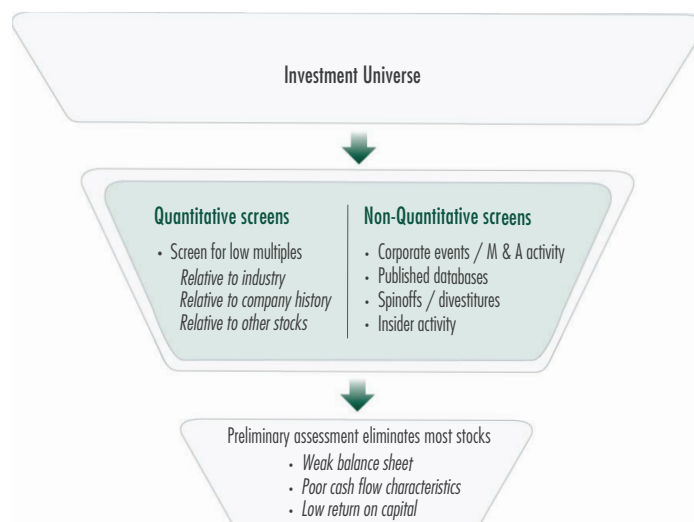 Investment Universe
Quantitative screens
• Screen for low multiples
Relative to industry
Relative to company history
Relative to other stocks
Non-Quantitative screens
• Corporate events / M & A activity
• Published databases
• Spinoffs / divestitures
• Insider activity
Preliminary assessment eliminates most stocks
• Weak balance sheet
• Poor cash flow characteristics
• Low return on capital